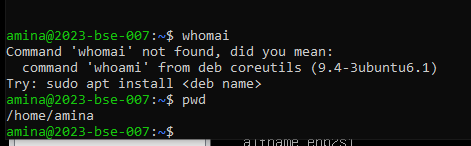 amina@2023-bse-007:~$ whomai
Command 'whomai' not found, did you mean:
  command 'whoami' from deb coreutils (9.4-3ubuntu6.1)
Try: sudo apt install <deb name>
amina@2023-bse-007:~$ pwd
/home/amina
amina@2023-bse-007:~$
altname enp2s1